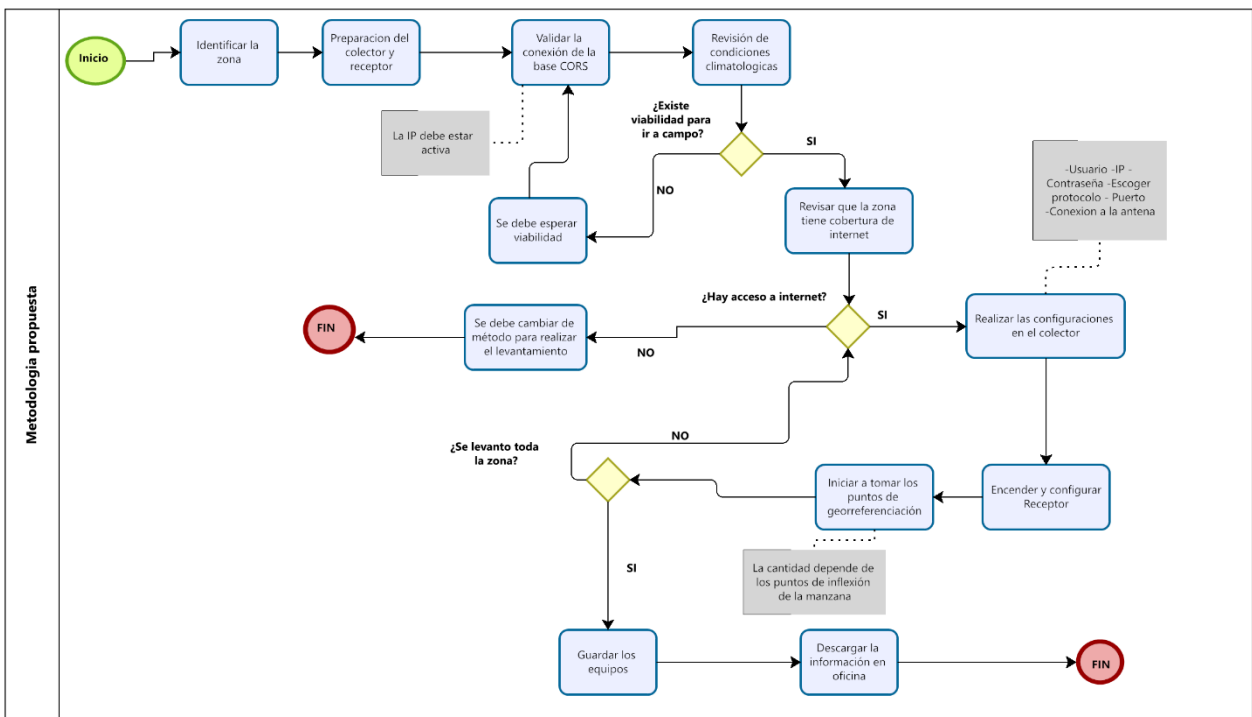 Metodologia propuesta
Inicio
Identificar la
zona
Preparacion del
colector y
receptor
Validar la
conexión de la
base CORS
Revisión de
condiciones
climatologicas
La IP debe estar
activa
¿Existe
viabilidad para
ir a campo?
SI
NO
Se debe esperar
viabilidad
Revisar que la zona
tiene cobertura de
internet
-Usuario -IP -
Contraseña -Escoger
protocolo - Puerto
-Conexion a la antena
¿Hay acceso a internet?
SI
NO
Realizar las configuraciones
en el colector
Se debe cambiar de
método para realizar
el levantamiento
FIN
¿Se levanto toda
la zona?
NO
SI
Iniciar a tomar los
puntos de
georreferenciación
Encender y configurar
Receptor
La cantidad depende de
los puntos de inflexión
de la manzana
Guardar los
equipos
Descargar la
información en
oficina
FIN